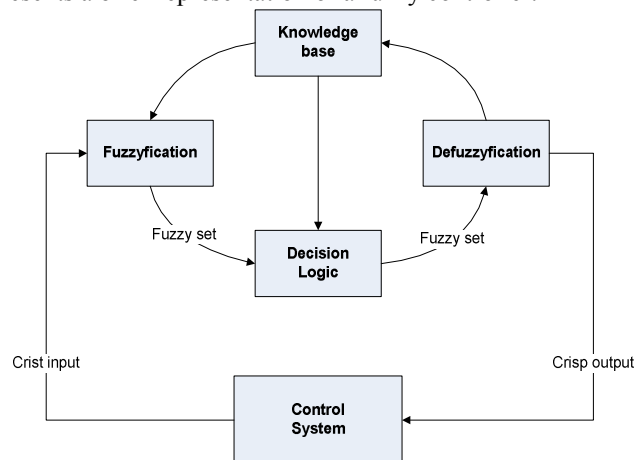 Knowledge
base
Fuzzyfication
Defuzzyfication
Fuzzy set
Fuzzy set
Decision
Logic
Crist input
Crisp output
Control
System